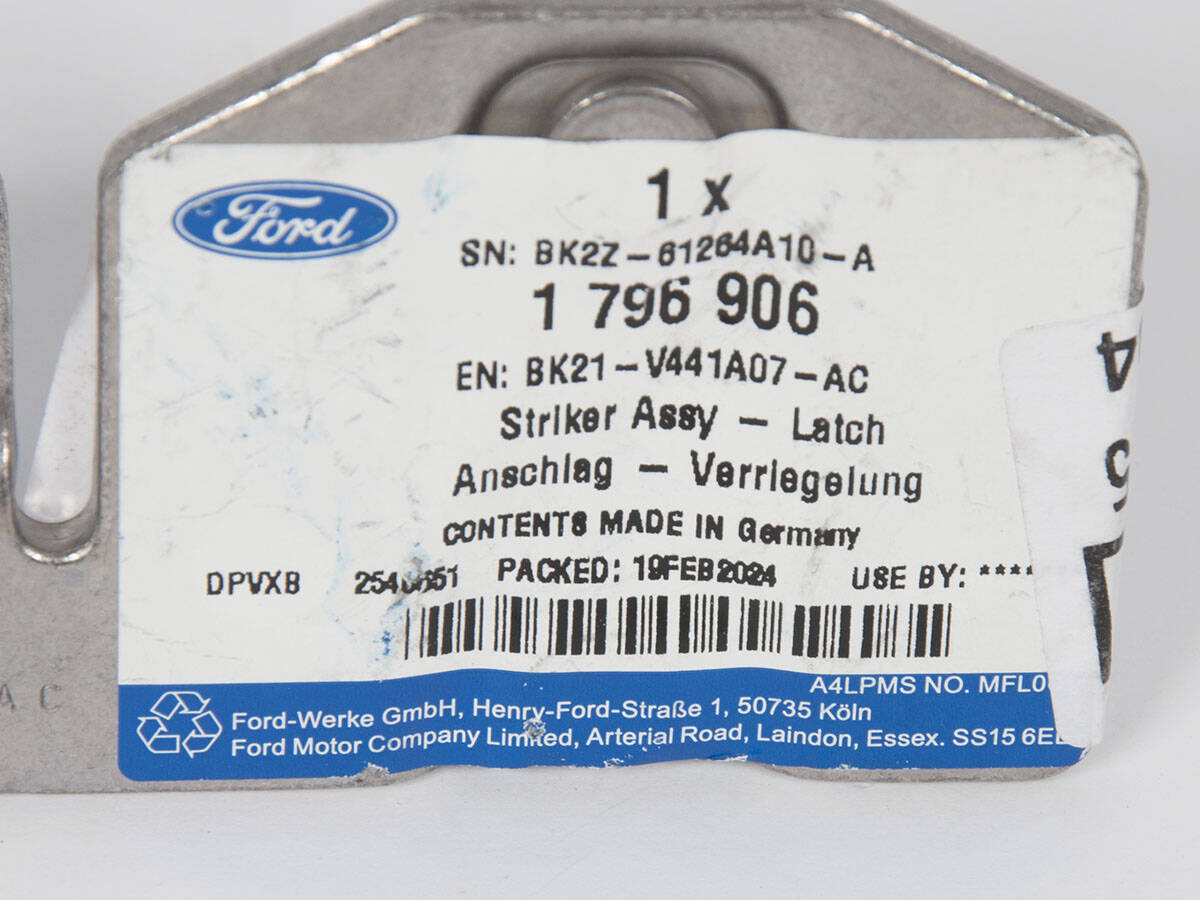 Ford
1 x
SN: BK2Z-61264A10-A
1 796 906
EN: BK21-V441A07-AC
Striker Assy - Latch
Anschlag - Verriegelung
CONTENTS MADE IN Germany
DPVXB PACKED: 19FEB2024 USE BY: ****
A4LPMS NO.
Ford-Werke GmbH, Henry-Ford-Straße 1, 50735 Köln
Ford Motor Company Limited, Arterial Road, Laindon, Essex. SS15
A C
4